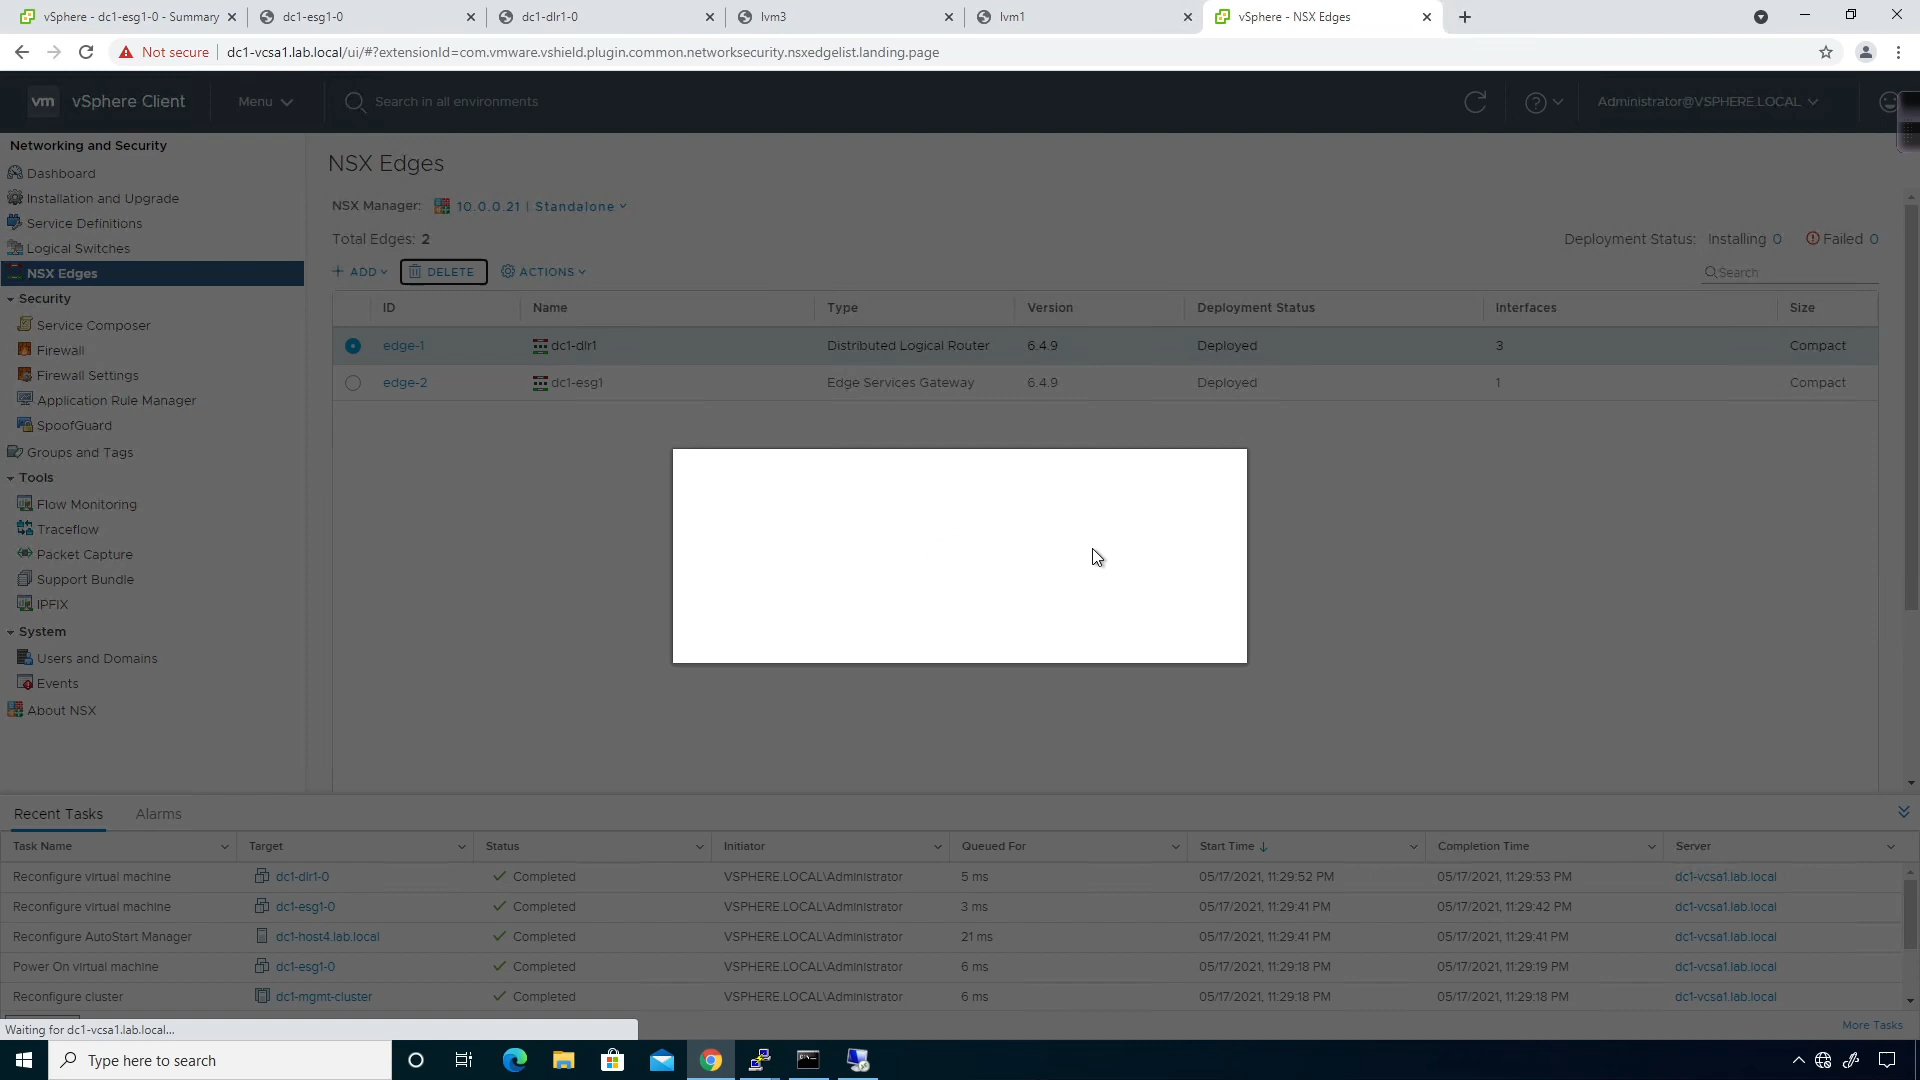 vSphere - dc1-esg1-0 - Summary
dc1-esg1-0
dc1-dlr1-0
lvm3
lvm1
vSphere - NSX Edges
Not secure
dc1-vcsa1.lab.local/ui/#?extensionId=com.vmware.vshield.plugin.common.networksecurity.nsxedgelist.landing.page
vm vSphere Client
Menu
Search in all environments
Administrator@VSPHERE.LOCAL
Networking and Security
Dashboard
Installation and Upgrade
Service Definitions
Logical Switches
NSX Edges
Security
Service Composer
Firewall
Firewall Settings
Application Rule Manager
SpoofGuard
Groups and Tags
Tools
Flow Monitoring
Traceflow
Packet Capture
Support Bundle
IPFIX
System
Users and Domains
Events
About NSX
NSX Edges
NSX Manager: 10.0.0.21 | Standalone
Total Edges: 2
Deployment Status: Installing 0 Failed 0
+ ADD DELETE ACTIONS
Search
ID Name Type Version Deployment Status Interfaces Size
edge-1 dc1-dlr1 Distributed Logical Router 6.4.9 Deployed 3 Compact
edge-2 dc1-esg1 Edge Services Gateway 6.4.9 Deployed 1 Compact
Recent Tasks Alarms
Task Name Target Status Initiator Queued For Start Time ↓ Completion Time Server
Reconfigure virtual machine dc1-dlr1-0 Completed VSPHERE.LOCAL\Administrator 5 ms 05/17/2021, 11:29:52 PM 05/17/2021, 11:29:53 PM dc1-vcsa1.lab.local
Reconfigure virtual machine dc1-esg1-0 Completed VSPHERE.LOCAL\Administrator 3 ms 05/17/2021, 11:29:41 PM 05/17/2021, 11:29:42 PM dc1-vcsa1.lab.local
Reconfigure AutoStart Manager dc1-host4.lab.local Completed VSPHERE.LOCAL\Administrator 21 ms 05/17/2021, 11:29:41 PM 05/17/2021, 11:29:41 PM dc1-vcsa1.lab.local
Power On virtual machine dc1-esg1-0 Completed VSPHERE.LOCAL\Administrator 6 ms 05/17/2021, 11:29:18 PM 05/17/2021, 11:29:19 PM dc1-vcsa1.lab.local
Reconfigure cluster dc1-mgmt-cluster Completed VSPHERE.LOCAL\Administrator 6 ms 05/17/2021, 11:29:18 PM 05/17/2021, 11:29:18 PM dc1-vcsa1.lab.local
More Tasks
Waiting for dc1-vcsa1.lab.local...
Type here to search